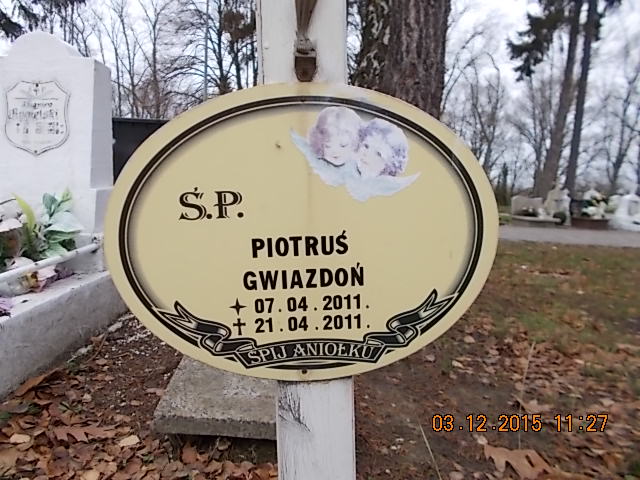 Ś.P.
PIOTRUŚ
GWIAZDOŃ
07.04.2011.
† 21.04.2011.
ŚPIJ ANIOŁKU
03.12.2015 11:27